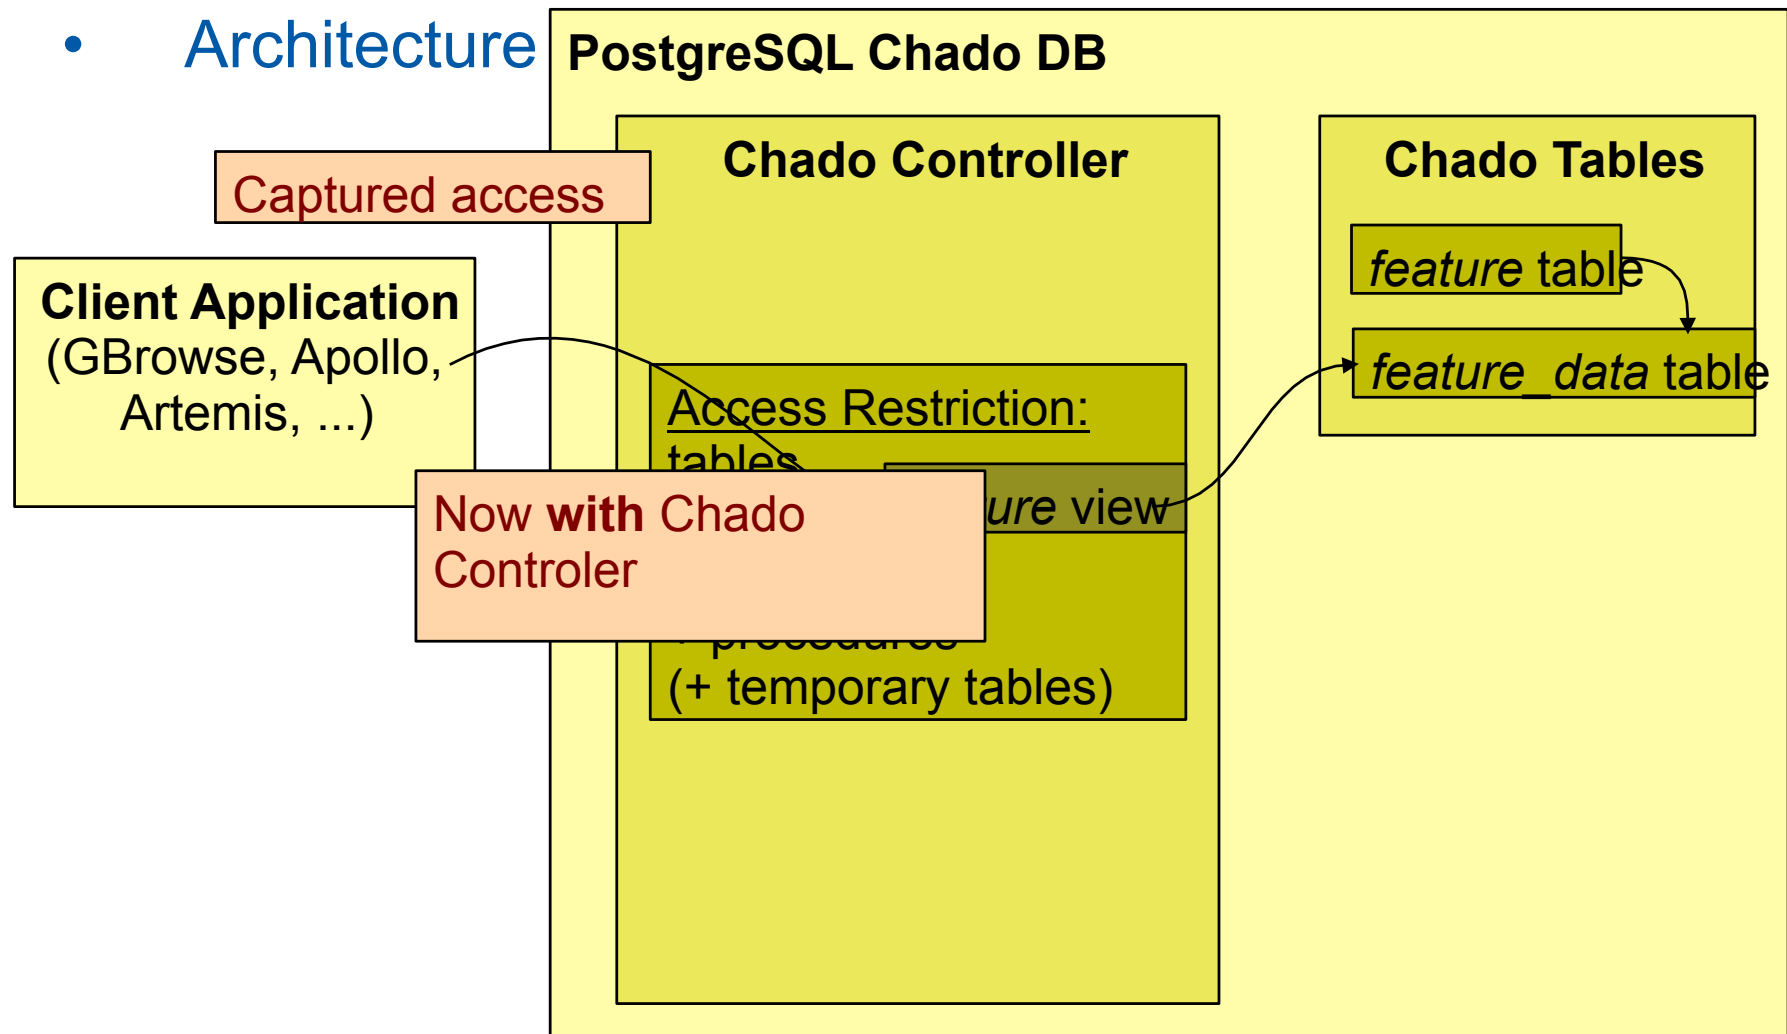 • Architecture
PostgreSQL Chado DB
Chado Controller
Chado Tables
Captured access
feature table
Client Application
(GBrowse, Apollo,
Artemis, ...)
feature_data table
Access Restriction:
tables
view
Now with Chado
Controler
procedures
(+ temporary tables)